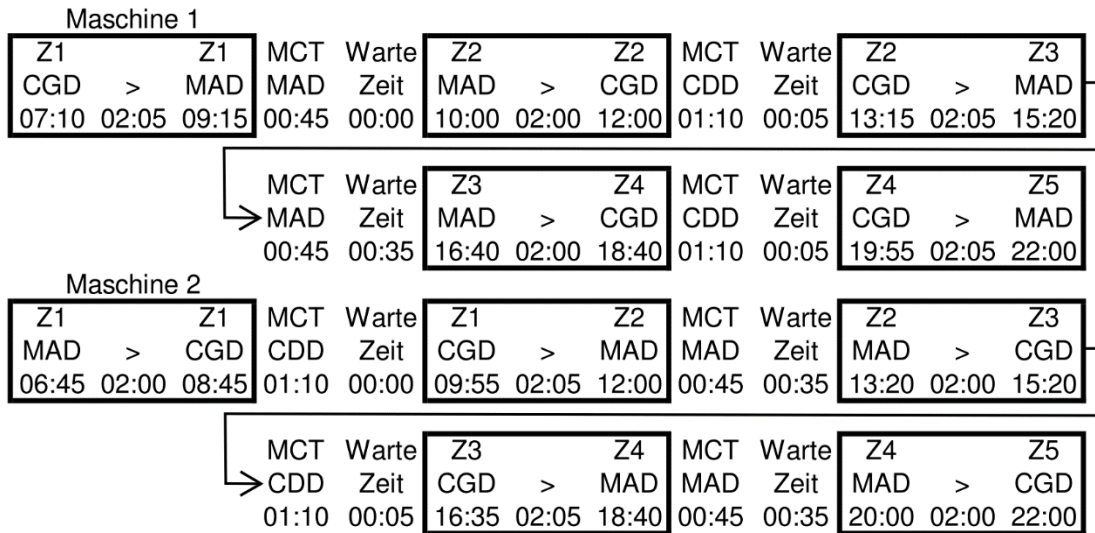 Maschine 1
Z1 Z1 MCT Warte Z2 Z2 MCT Warte Z2 Z3
CGD > MAD MAD Zeit MAD > CGD CDD Zeit CGD > MAD
07:10 02:05 09:15 00:45 00:00 10:00 02:00 12:00 01:10 00:05 13:15 02:05 15:20
MCT Warte Z3 Z4 MCT Warte Z4 Z5
MAD Zeit MAD > CGD CDD Zeit CGD > MAD
00:45 00:35 16:40 02:00 18:40 01:10 00:05 19:55 02:05 22:00
Maschine 2
Z1 Z1 MCT Warte Z1 Z2 MCT Warte Z2 Z3
MAD > CGD CDD Zeit CGD > MAD MAD Zeit MAD > CGD
06:45 02:00 08:45 01:10 00:00 09:55 02:05 12:00 00:45 00:35 13:20 02:00 15:20
MCT Warte Z3 Z4 MCT Warte Z4 Z5
CDD Zeit CGD > MAD MAD Zeit MAD > CGD
01:10 00:05 16:35 02:05 18:40 00:45 00:35 20:00 02:00 22:00